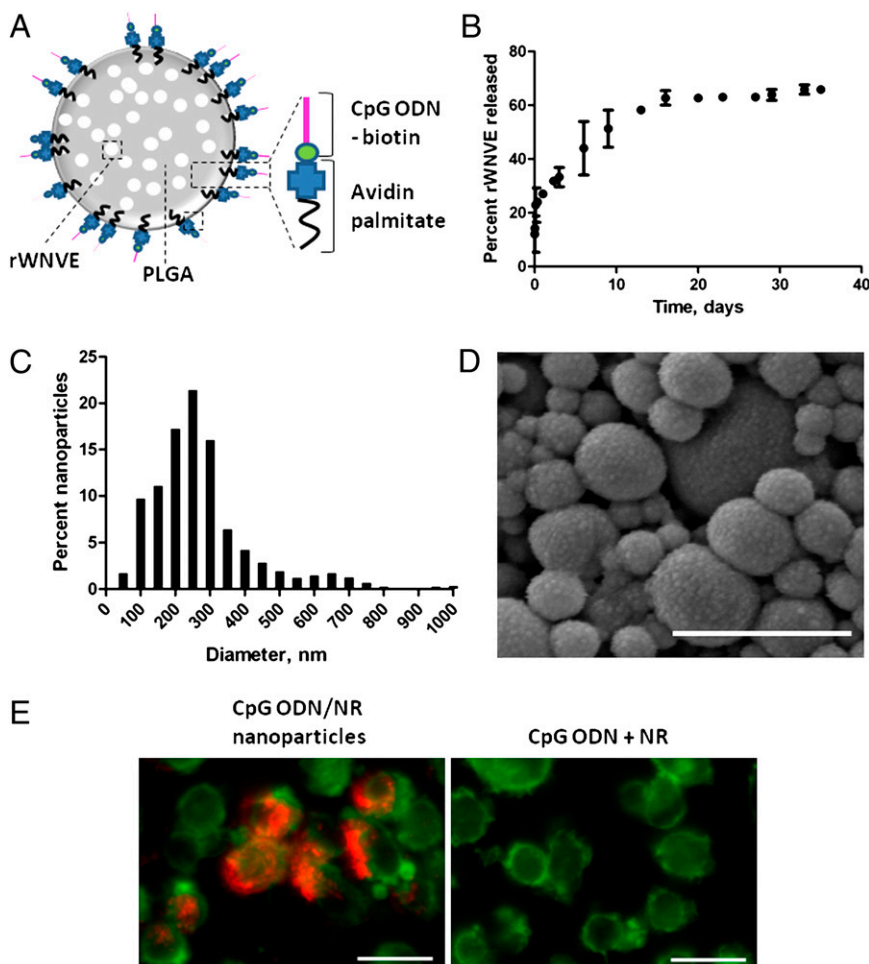 A
CpG ODN
- biotin
Avidin
palmitate
rWNVE
PLGA
B
Percent rWNVE released
80
60
40
20
0
0
10
20
30
40
Time, days
C
Percent nanoparticles
25
20
15
10
5
0
0
100
200
300
400
500
600
700
800
900
1000
Diameter, nm
D
E
CpG ODN/NR
nanoparticles
CpG ODN + NR